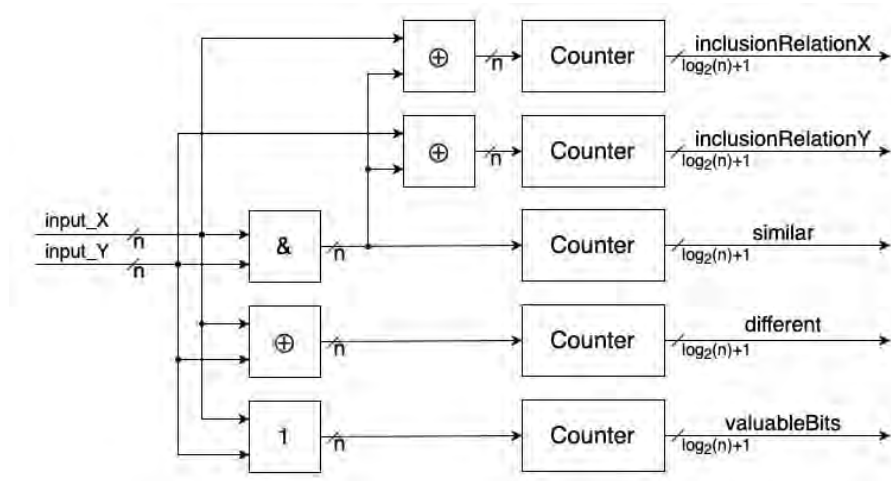 ⊕
n
Counter
inclusionRelationX
log₂(n)+1
⊕
n
Counter
inclusionRelationY
log₂(n)+1
input_X
n
input_Y
n
&
n
Counter
similar
log₂(n)+1
⊕
n
Counter
different
log₂(n)+1
1
n
Counter
valuableBits
log₂(n)+1